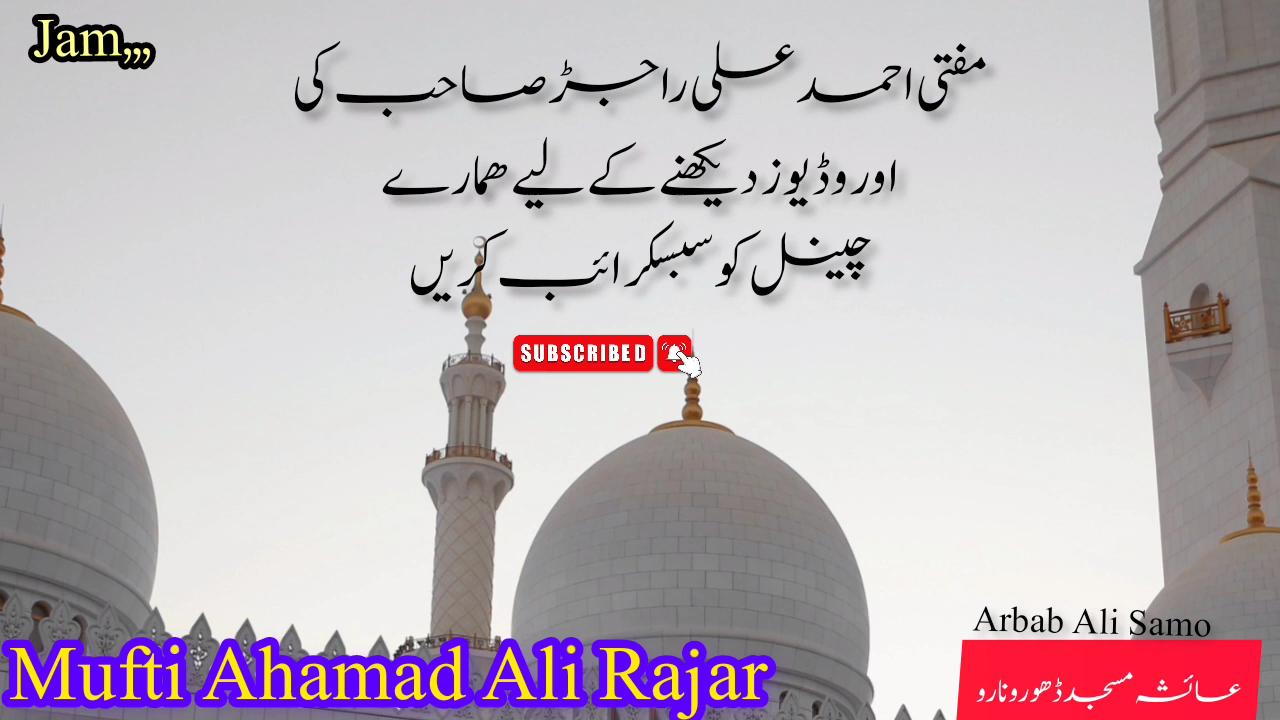 Jam,,,
مفتی احمد علی راجڑ صاحب کی
اور وڈیوز دیکھنے کے لیے ھمارے
چینل کو سبسکرائب کریں
SUBSCRIBED
Arbab Ali Samo
Mufti Ahamad Ali Rajar
عائشہ مسجد ڈھورونارو